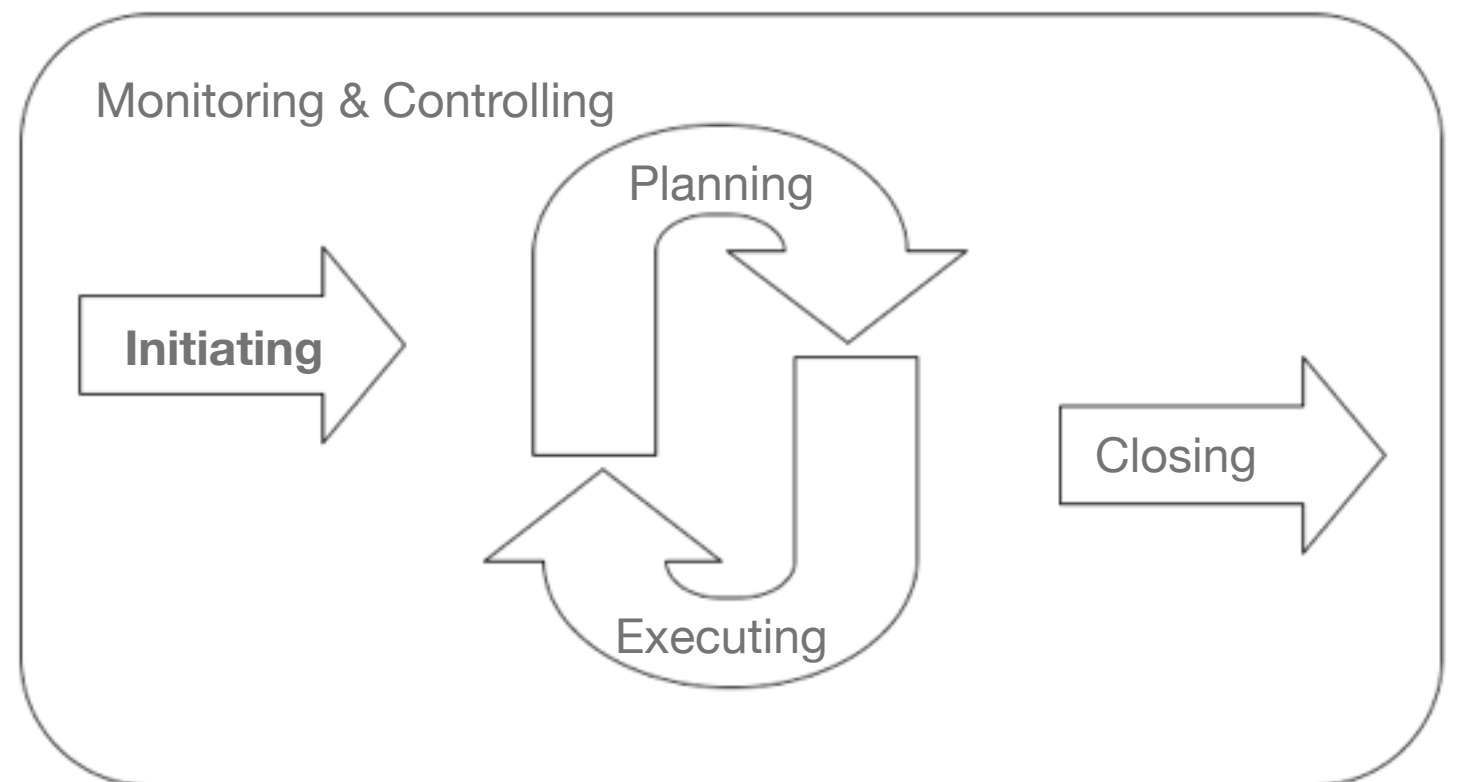 Monitoring & Controlling
Planning
Initiating
Closing
Executing